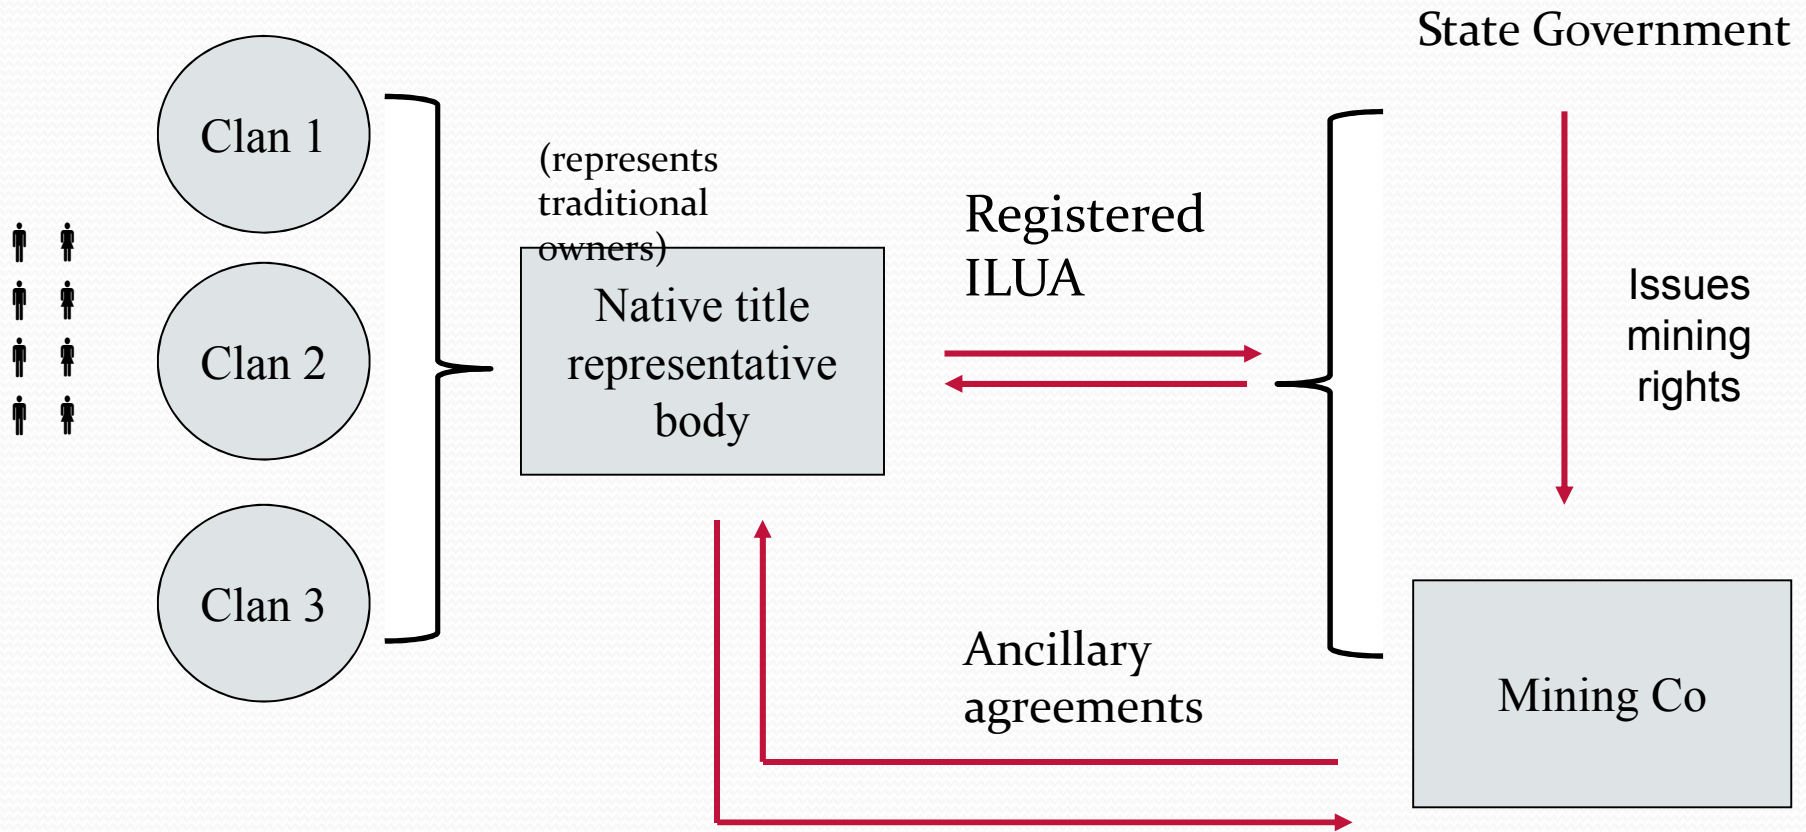 State Government
Clan 1
(represents
traditional
owners)
Native title
representative
body
Registered
ILUA
Issues
mining
rights
Clan 2
Clan 3
Ancillary
agreements
Mining Co